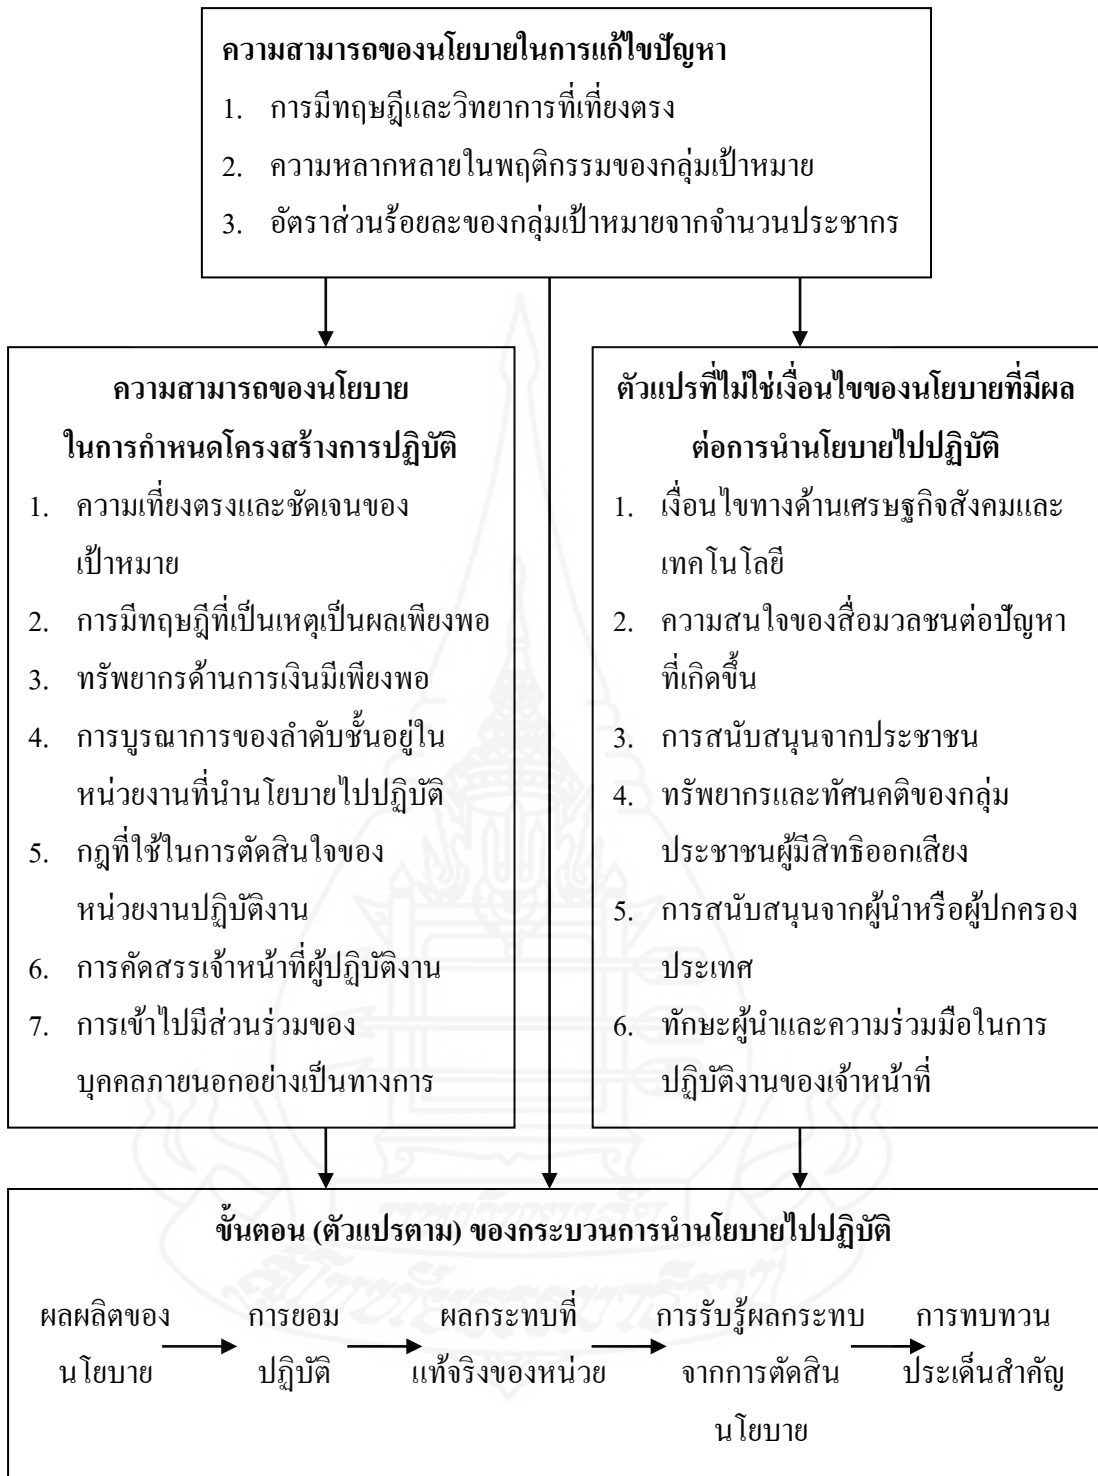 ความสามารถของนโยบายในการแก้ไขปัญหา
1. การมีทฤษฎีและวิทยาการที่เที่ยงตรง
2. ความหลากหลายในพฤติกรรมของกลุ่มเป้าหมาย
3. อัตราส่วนร้อยละของกลุ่มเป้าหมายจากจำนวนประชากร
ความสามารถของนโยบาย
ในการกำหนดโครงสร้างการปฏิบัติ
1. ความเที่ยงตรงและชัดเจนของ
เป้าหมาย
2. การมีทฤษฎีที่เป็นเหตุเป็นผลเพียงพอ
3. ทรัพยากรด้านการเงินมีเพียงพอ
4. การบูรณาการของลำดับชั้นอยู่ใน
หน่วยงานที่นำนโยบายไปปฏิบัติ
5. กฎที่ใช้ในการตัดสินใจของ
หน่วยงานปฏิบัติงาน
6. การคัดสรรเจ้าหน้าที่ผู้ปฏิบัติงาน
7. การเข้าไปมีส่วนร่วมของ
บุคคลภายนอกอย่างเป็นทางการ
ตัวแปรที่ไม่ใช่เงื่อนไขของนโยบายที่มีผล
ต่อการนำนโยบายไปปฏิบัติ
1. เงื่อนไขทางด้านเศรษฐกิจสังคมและ
เทคโนโลยี
2. ความสนใจของสื่อมวลชนต่อปัญหา
ที่เกิดขึ้น
3. การสนับสนุนจากประชาชน
4. ทรัพยากรและทัศนคติของกลุ่ม
ประชาชนผู้มีสิทธิออกเสียง
5. การสนับสนุนจากผู้นำหรือผู้ปกครอง
ประเทศ
6. ทักษะผู้นำและความร่วมมือในการ
ปฏิบัติงานของเจ้าหน้าที่
ขั้นตอน (ตัวแปรตาม) ของกระบวนการนำนโยบายไปปฏิบัติ
ผลผลิตของ
นโยบาย
การยอม
ปฏิบัติ
ผลกระทบที่
แท้จริงของหน่วย
การรับรู้ผลกระทบ
จากการตัดสิน
นโยบาย
การทบทวน
ประเด็นสำคัญ